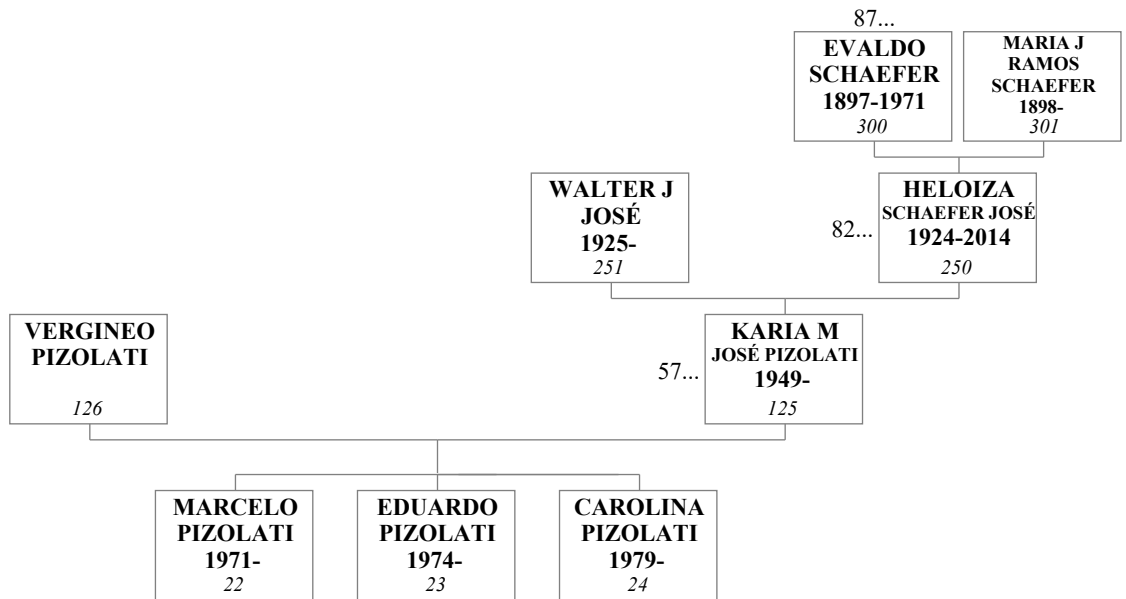 87...
EVALDO
SCHAEFER
1897-1971
300
MARIA J
RAMOS
SCHAEFER
1898-
301
WALTER J
JOSÉ
1925-
251
82...
HELOIZA
SCHAEFER JOSÉ
1924-2014
250
VERGINEO
PIZOLATI
126
57...
KARIA M
JOSÉ PIZOLATI
1949-
125
MARCELO
PIZOLATI
1971-
22
EDUARDO
PIZOLATI
1974-
23
CAROLINA
PIZOLATI
1979-
24